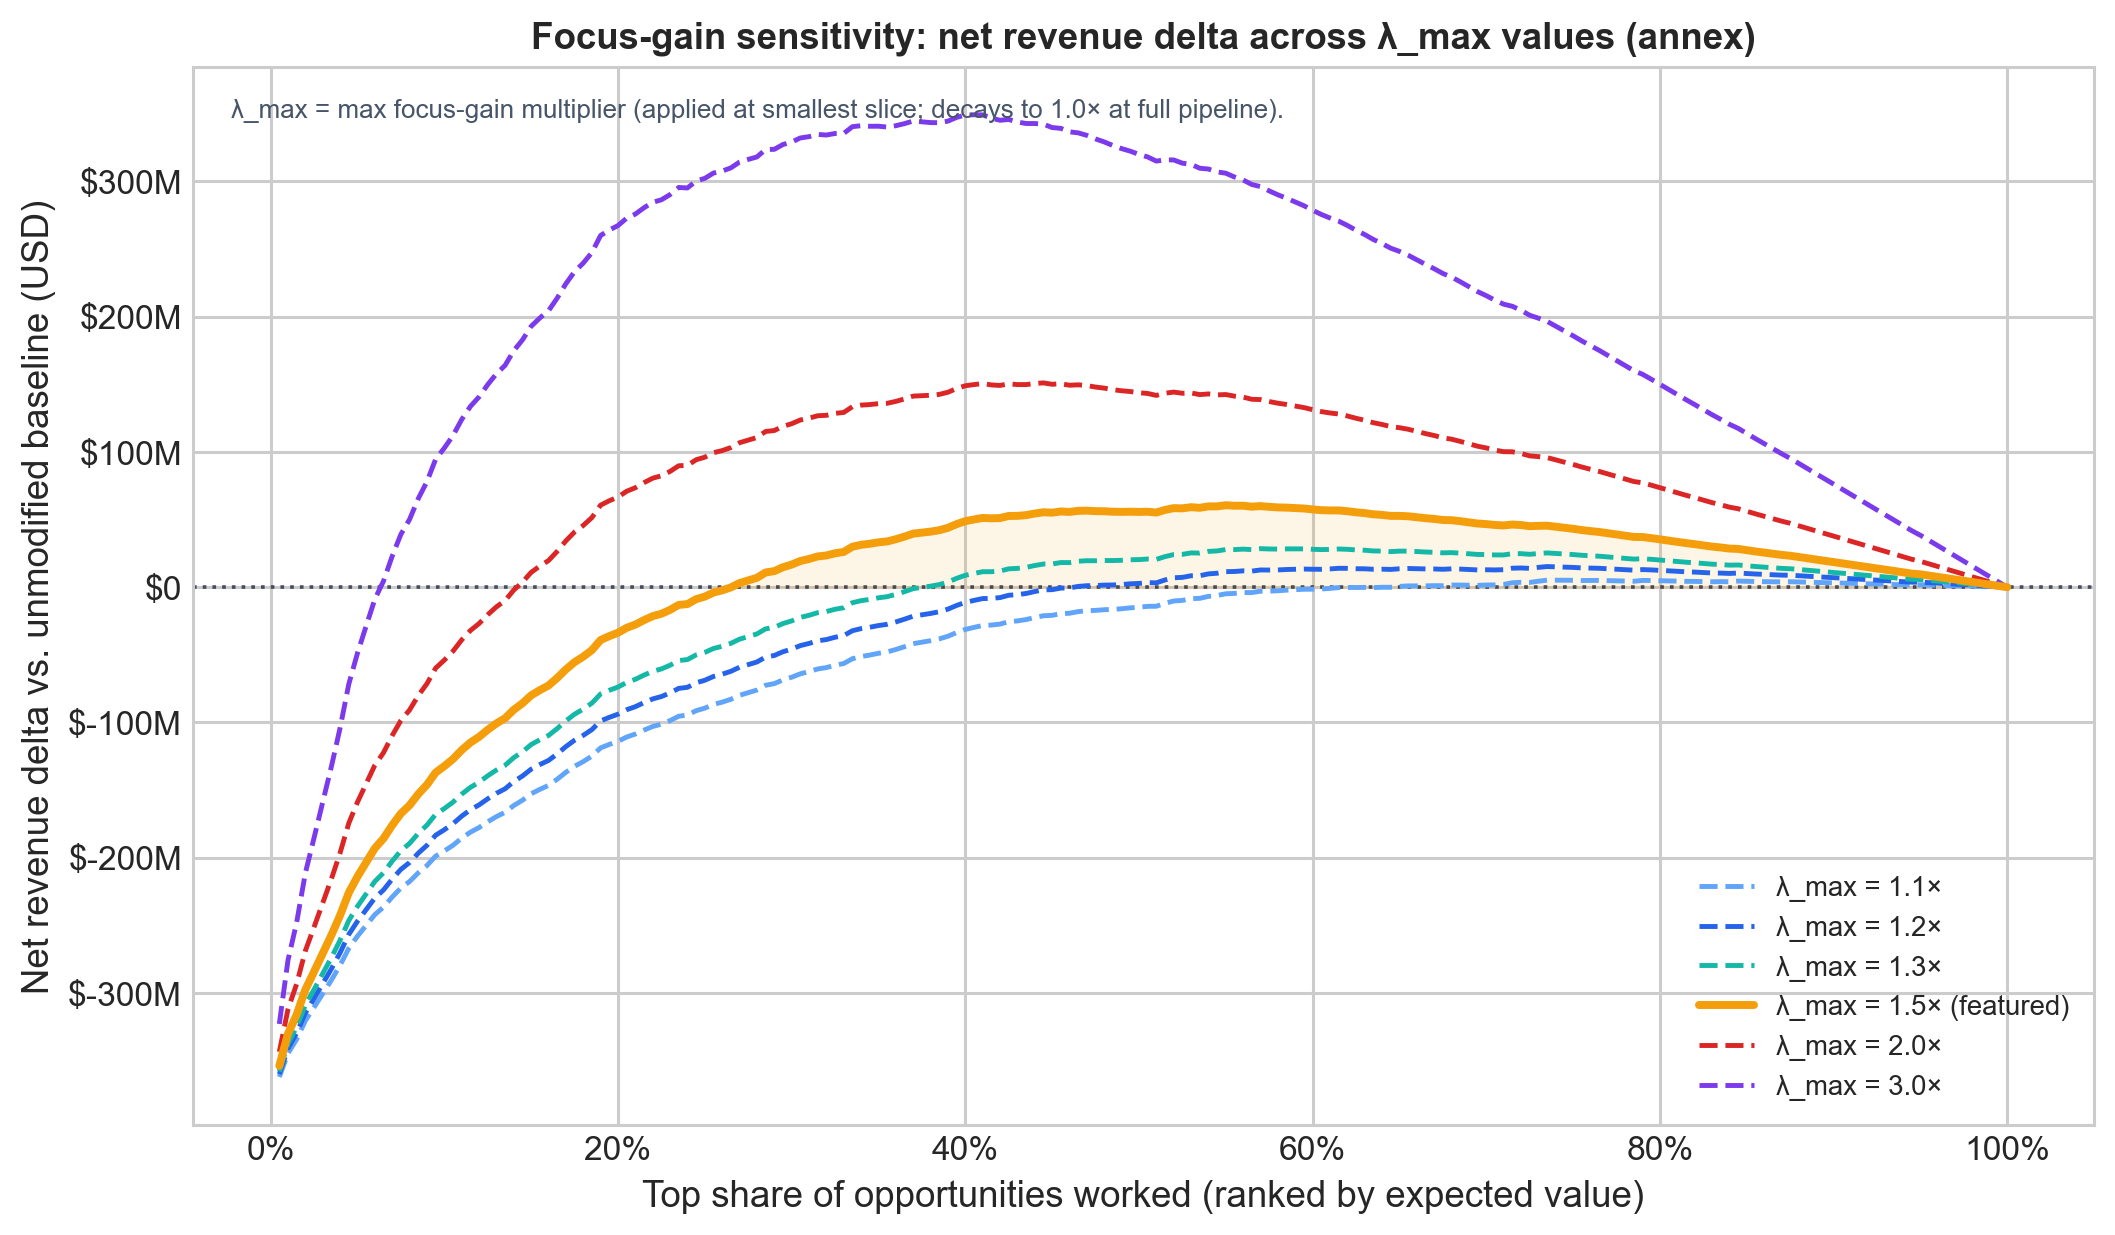 Focus-gain sensitivity: net revenue delta across λ_max values (annex)
λ_max = max focus-gain multiplier (applied at smallest slice; decays to 1.0× at full pipeline).
Net revenue delta vs. unmodified baseline (USD)
$300M
$200M
$100M
$0
$-100M
$-200M
$-300M
λ_max = 1.1×
λ_max = 1.2×
λ_max = 1.3×
λ_max = 1.5× (featured)
λ_max = 2.0×
λ_max = 3.0×
0% 20% 40% 60% 80% 100%
Top share of opportunities worked (ranked by expected value)